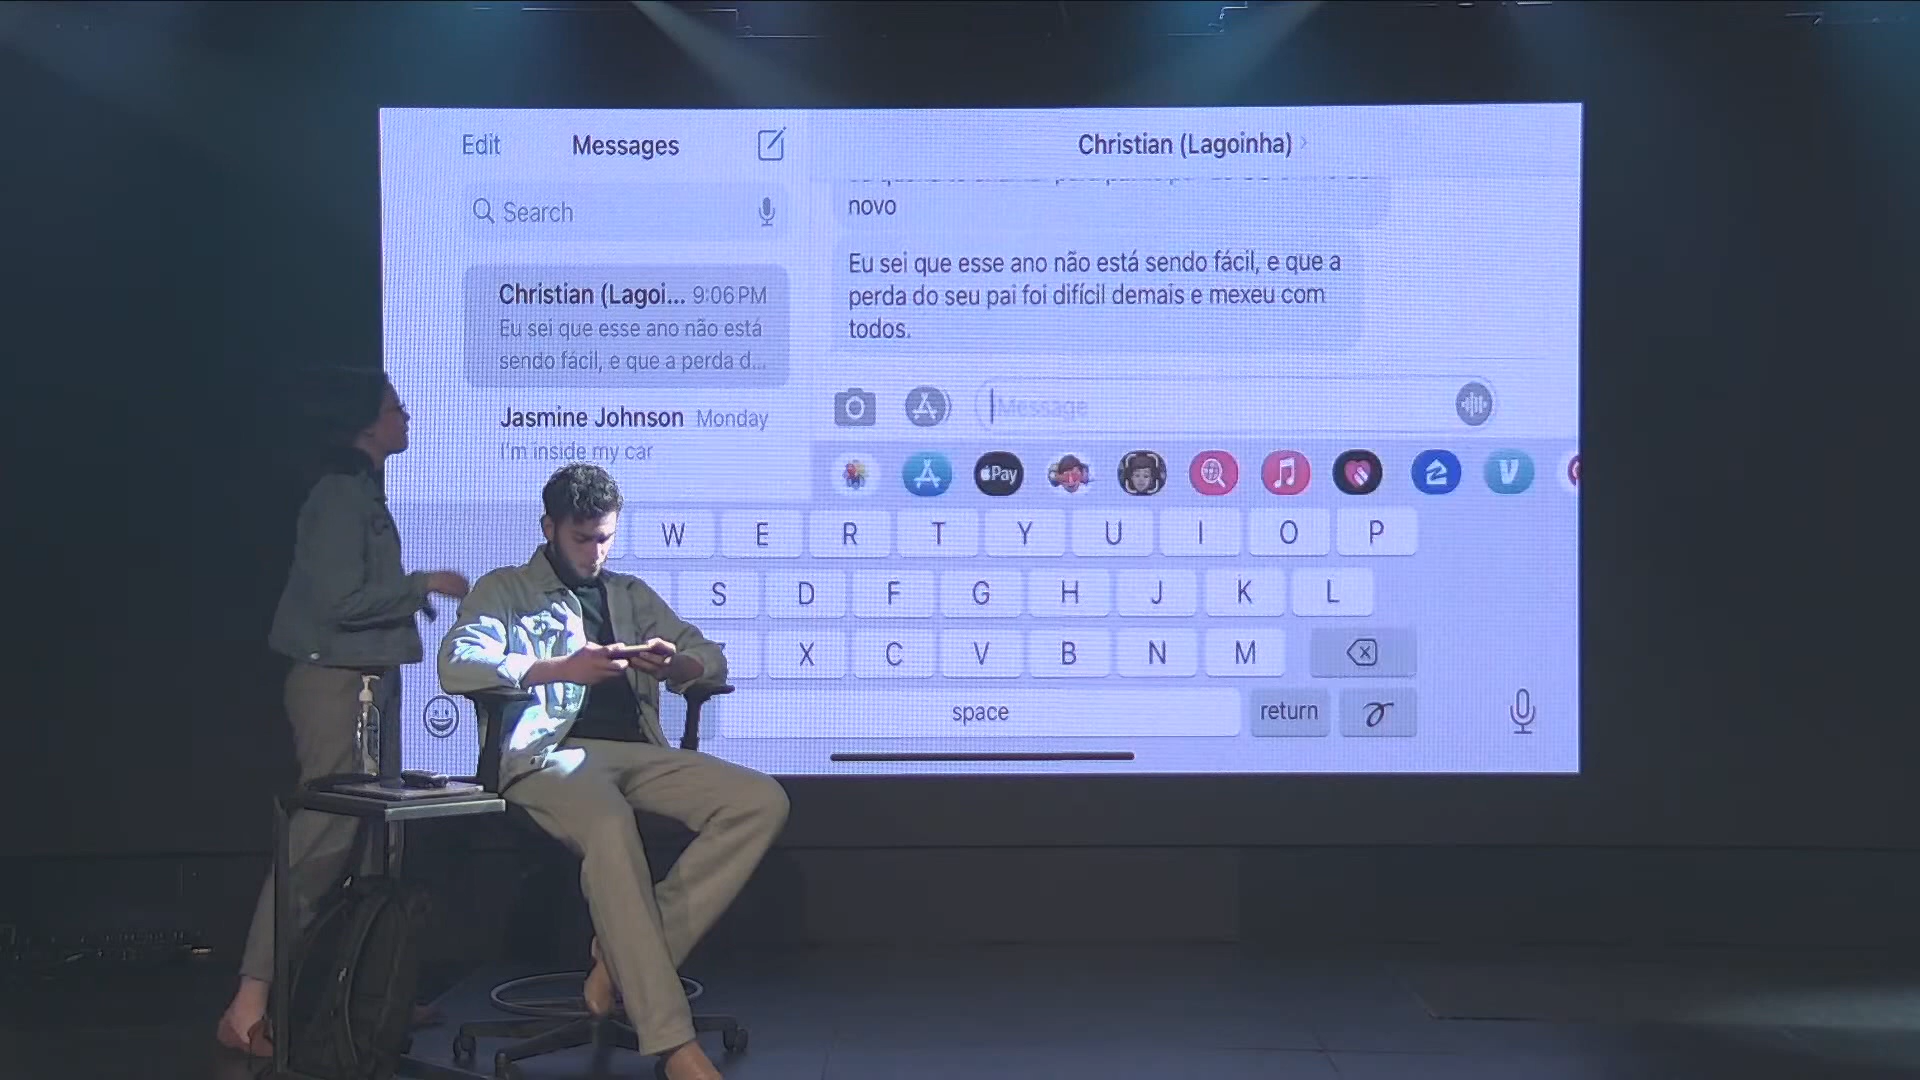 Edit
Messages
Search
Christian (Lagoi... 9:06 PM
Eu sei que esse ano não está
sendo fácil, e que a perda d...
Jasmine Johnson Monday
I'm inside my car
Christian (Lagoinha)
novo
Eu sei que esse ano não está sendo fácil, e que a
perda do seu pai foi difícil demais e mexeu com
todos.
Message
Pay
W E R T Y U I O P
S D F G H J K L
X C V B N M
space
return